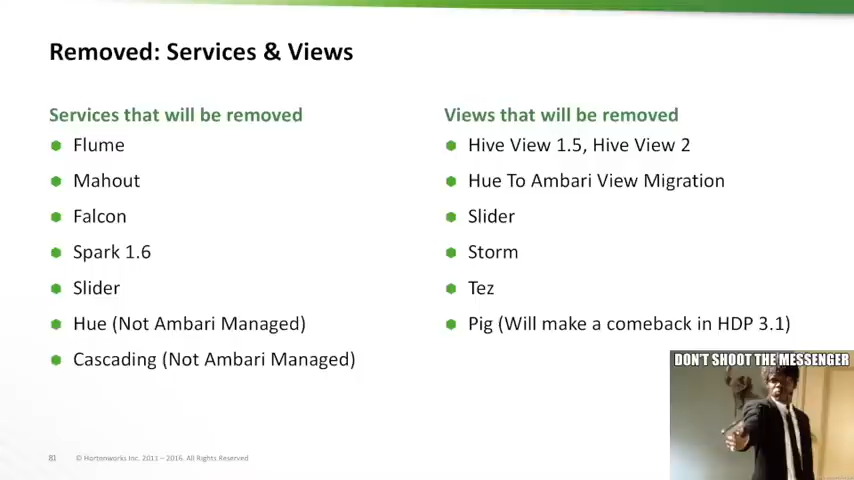 Removed: Services & Views
Services that will be removed
Flume
Mahout
Falcon
Spark 1.6
Slider
Hue (Not Ambari Managed)
Cascading (Not Ambari Managed)
Views that will be removed
Hive View 1.5, Hive View 2
Hue To Ambari View Migration
Slider
Storm
Tez
Pig (Will make a comeback in HDP 3.1)
DON'T SHOOT THE MESSENGER
81 © Hortonworks Inc. 2011 – 2016. All Rights Reserved